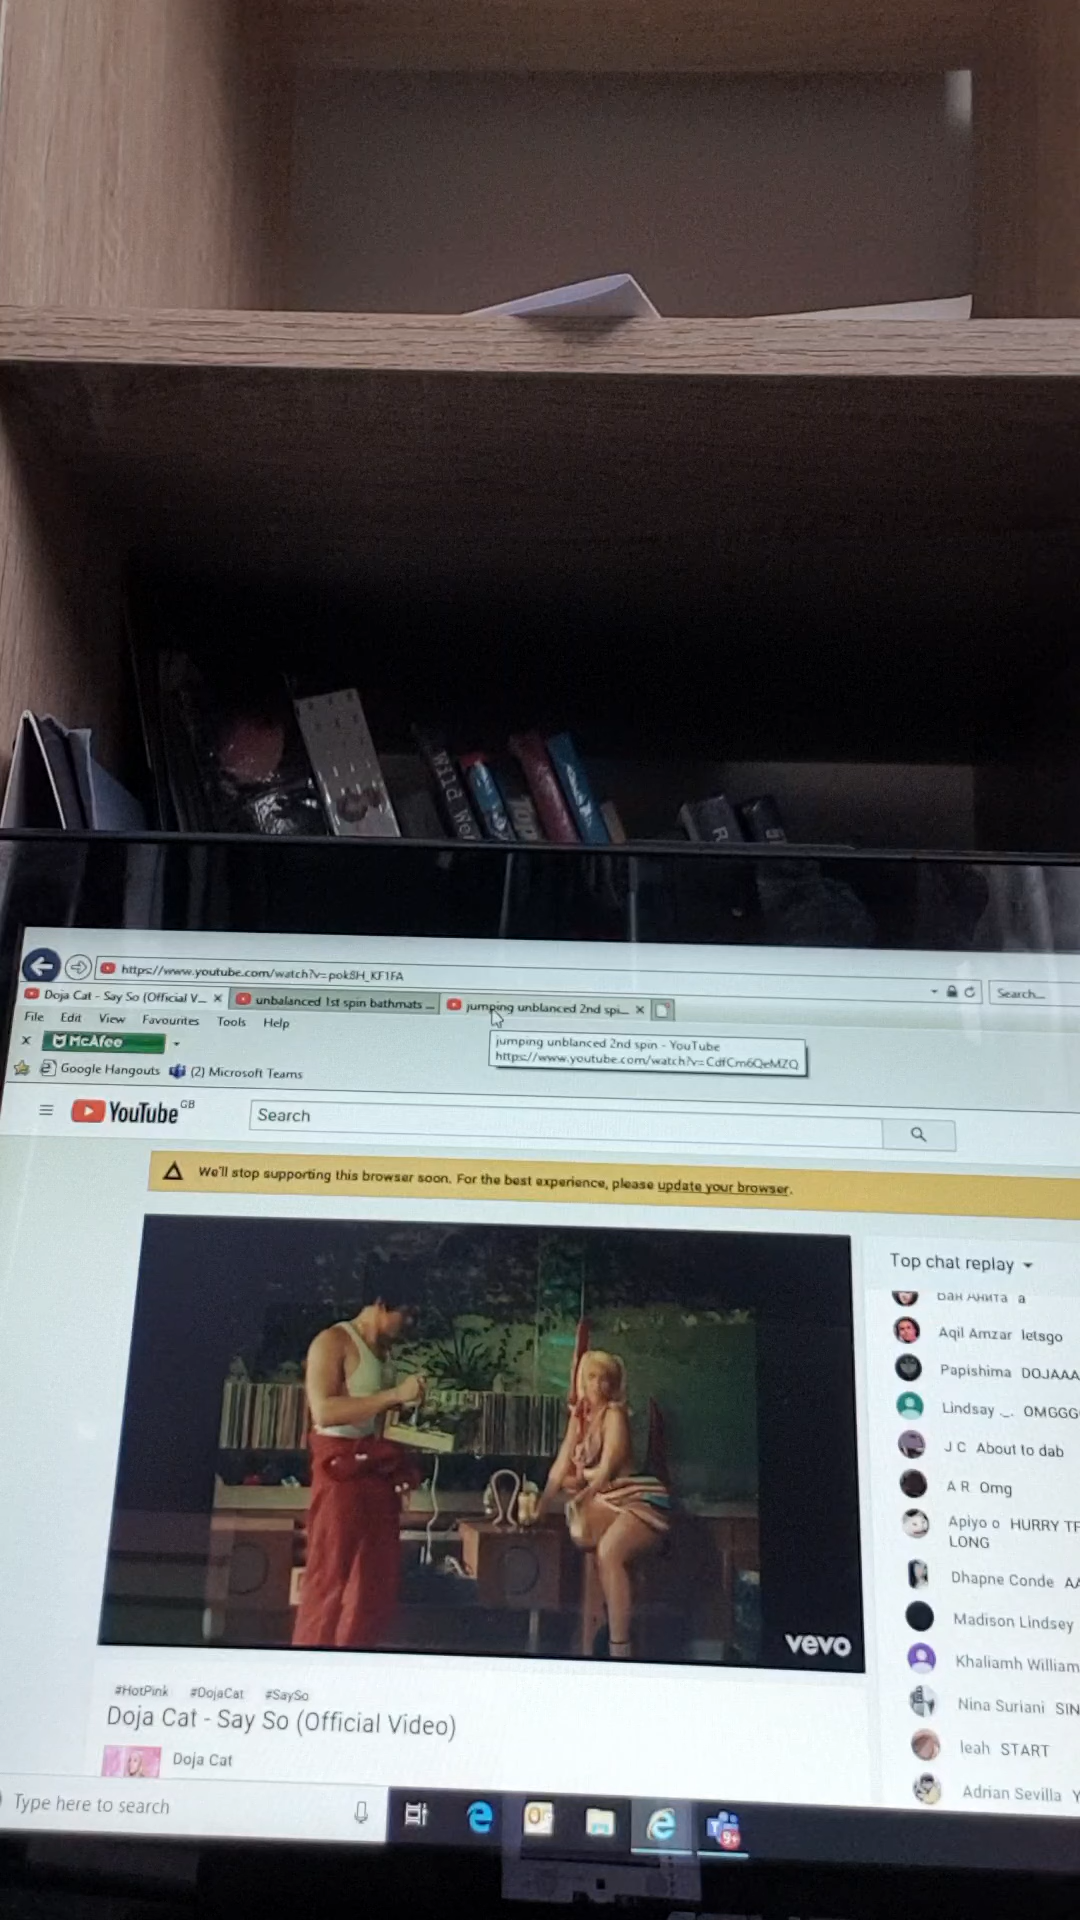 Wild We
https://www.youtube.com/watch?v=pok8H_KF1FA
Search...
Doja Cat - Say So (Official V...
unbalanced 1st spin bathmats ...
jumping unblanced 2nd spi...
File Edit View Favourites Tools Help
jumping unblanced 2nd spin - YouTube
https://www.youtube.com/watch?v=CdfCm6QeMZQ
McAfee
Google Hangouts (2) Microsoft Teams
YouTube GB
Search
We'll stop supporting this browser soon. For the best experience, please update your browser.
vevo
#HotPink #DojaCat #SaySo
Doja Cat - Say So (Official Video)
Doja Cat
Top chat replay
a
Aqil Amzar letsgo
Papishima DOJAAA
Lindsay _. OMGGG
J C About to dab
A R Omg
Apiyo o HURRY
LONG
Dhapne Conde
Madison Lindsey
Khaliamh William
Nina Suriani SIN
leah START
Adrian Sevilla Y
Type here to search
9+